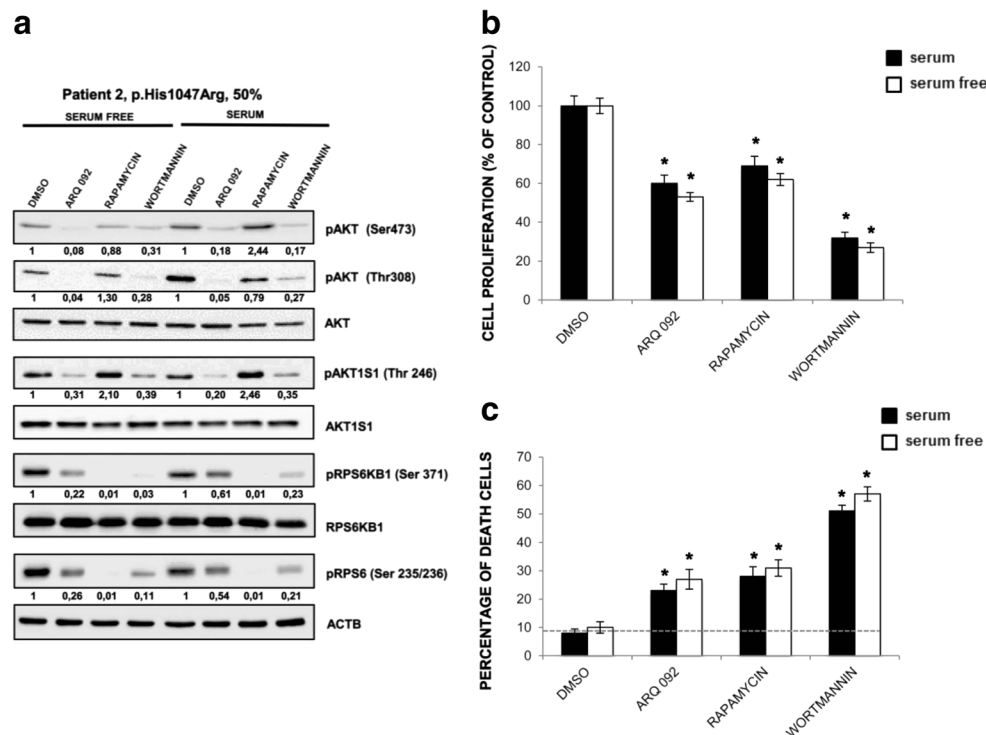 a
Patient 2, p.His1047Arg, 50%
SERUM FREE SERUM
DMSO ARQ 092 RAPAMYCIN WORTMANNIN DMSO ARQ 092 RAPAMYCIN WORTMANNIN
pAKT (Ser473)
1 0,08 0,88 0,31 1 0,18 2,44 0,17
pAKT (Thr308)
1 0,04 1,30 0,28 1 0,05 0,79 0,27
AKT
pAKT1S1 (Thr 246)
1 0,31 2,10 0,39 1 0,20 2,46 0,35
AKT1S1
pRPS6KB1 (Ser 371)
1 0,22 0,01 0,03 1 0,61 0,01 0,23
RPS6KB1
pRPS6 (Ser 235/236)
1 0,26 0,01 0,11 1 0,54 0,01 0,21
ACTB
b
serum
serum free
CELL PROLIFERATION (% OF CONTROL)
120
100
80
60
40
20
0
* * * * * *
DMSO ARQ 092 RAPAMYCIN WORTMANNIN
c
serum
serum free
PERCENTAGE OF DEATH CELLS
70
60
50
40
30
20
10
0
* * * * * *
DMSO ARQ 092 RAPAMYCIN WORTMANNIN